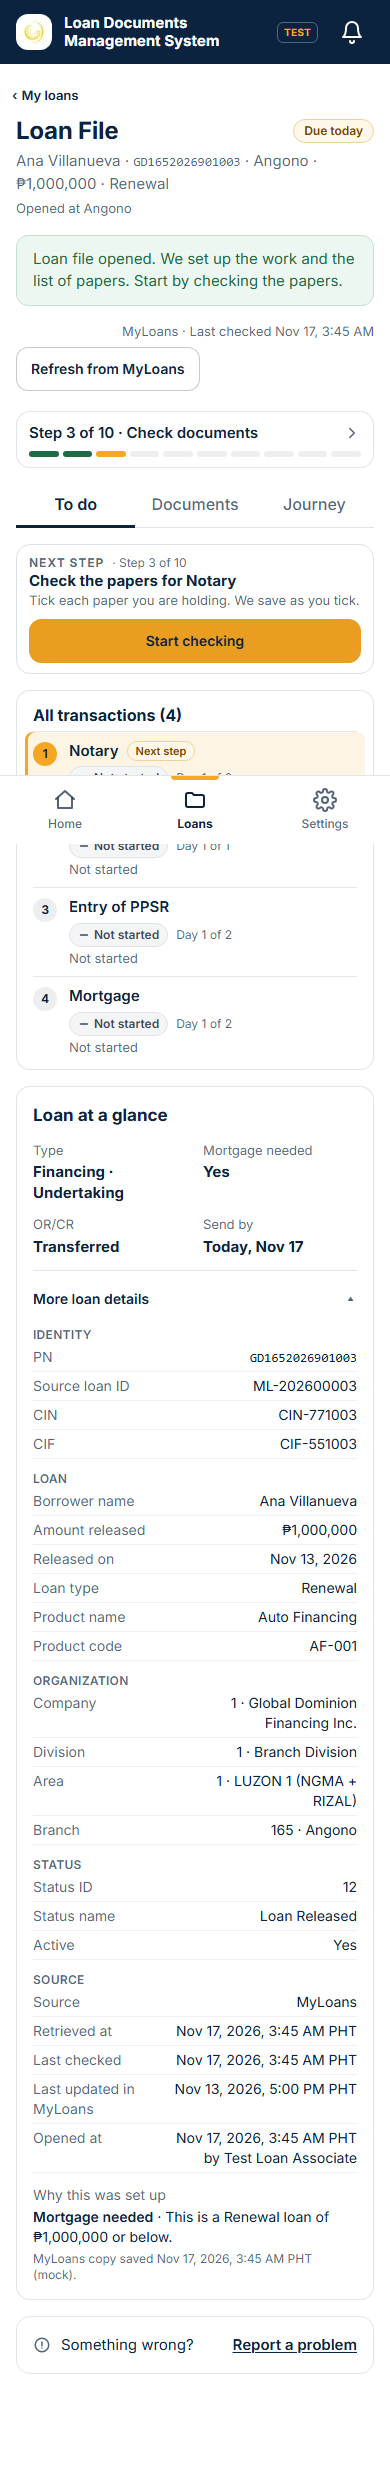 Loan Documents
Management System
TEST
‹ My loans
Loan File
Due today
Ana Villanueva · GD1652026901003 · Angono ·
₱1,000,000 · Renewal
Opened at Angono
Loan file opened. We set up the work and the
list of papers. Start by checking the papers.
MyLoans · Last checked Nov 17, 3:45 AM
Refresh from MyLoans
Step 3 of 10 · Check documents
To do
Documents
Journey
NEXT STEP · Step 3 of 10
Check the papers for Notary
Tick each paper you are holding. We save as you tick.
Start checking
All transactions (4)
1
Notary
Next step
Home
Loans
Settings
Not started
Day 1 of 1
Not started
3
Entry of PPSR
– Not started
Day 1 of 2
Not started
4
Mortgage
– Not started
Day 1 of 2
Not started
Loan at a glance
Type
Mortgage needed
Financing ·
Undertaking
Yes
OR/CR
Send by
Transferred
Today, Nov 17
More loan details
IDENTITY
PN
GD1652026901003
Source loan ID
ML-202600003
CIN
CIN-771003
CIF
CIF-551003
LOAN
Borrower name
Ana Villanueva
Amount released
₱1,000,000
Released on
Nov 13, 2026
Loan type
Renewal
Product name
Auto Financing
Product code
AF-001
ORGANIZATION
Company
1 · Global Dominion
Financing Inc.
Division
1 · Branch Division
Area
1 · LUZON 1 (NGMA +
RIZAL)
Branch
165 · Angono
STATUS
Status ID
12
Status name
Loan Released
Active
Yes
SOURCE
Source
MyLoans
Retrieved at
Nov 17, 2026, 3:45 AM PHT
Last checked
Nov 17, 2026, 3:45 AM PHT
Last updated in
MyLoans
Nov 13, 2026, 5:00 PM PHT
Opened at
Nov 17, 2026, 3:45 AM PHT
by Test Loan Associate
Why this was set up
Mortgage needed · This is a Renewal loan of
₱1,000,000 or below.
MyLoans copy saved Nov 17, 2026, 3:45 AM PHT
(mock).
Something wrong?
Report a problem